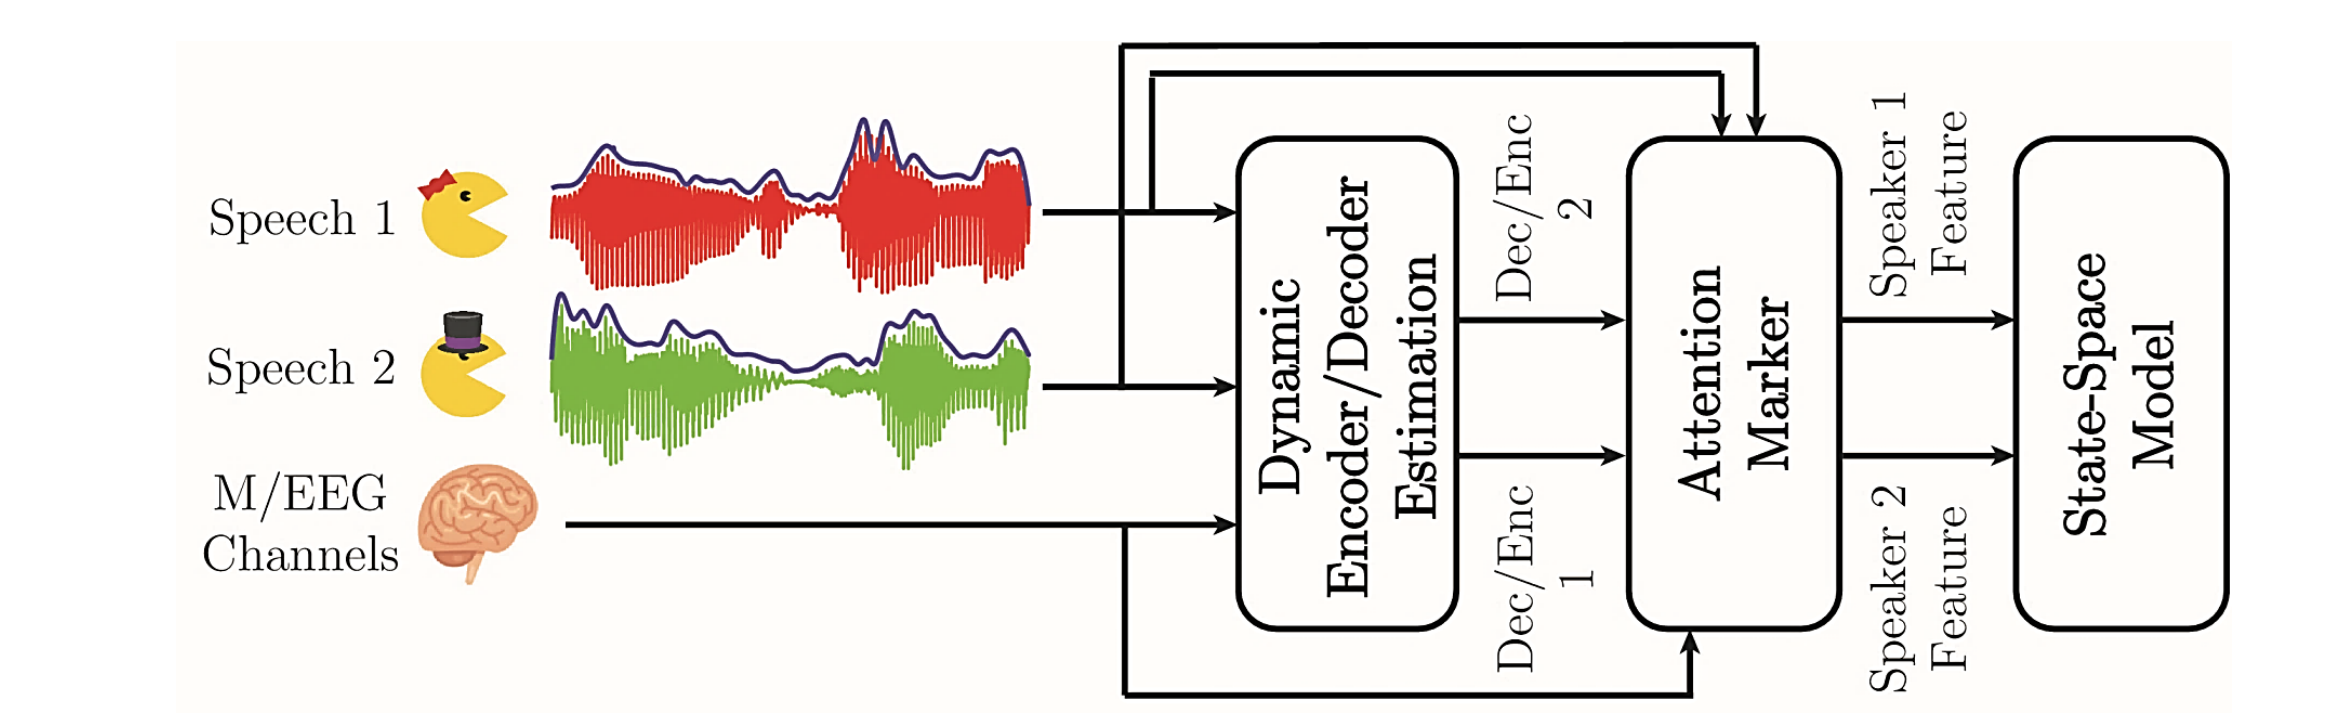 Speech 1
Speech 2
M/EEG
Channels
Dynamic
Encoder/Decoder
Estimation
Dec/Enc
2
Dec/Enc
1
Attention
Marker
Speaker 1
Feature
Speaker 2
Feature
State-Space
Model